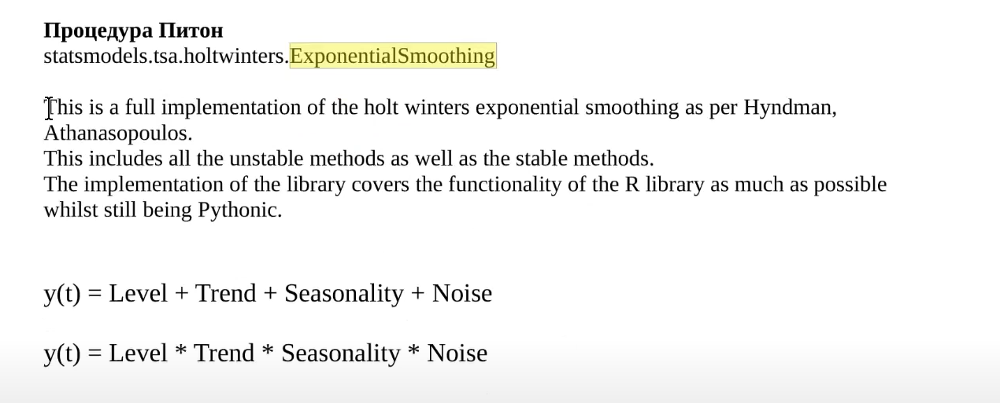 Процедура Питон
statsmodels.tsa.holtwinters.ExponentialSmoothing
This is a full implementation of the holt winters exponential smoothing as per Hyndman,
Athanasopoulos.
This includes all the unstable methods as well as the stable methods.
The implementation of the library covers the functionality of the R library as much as possible
whilst still being Pythonic.
y(t) = Level + Trend + Seasonality + Noise
y(t) = Level * Trend * Seasonality * Noise